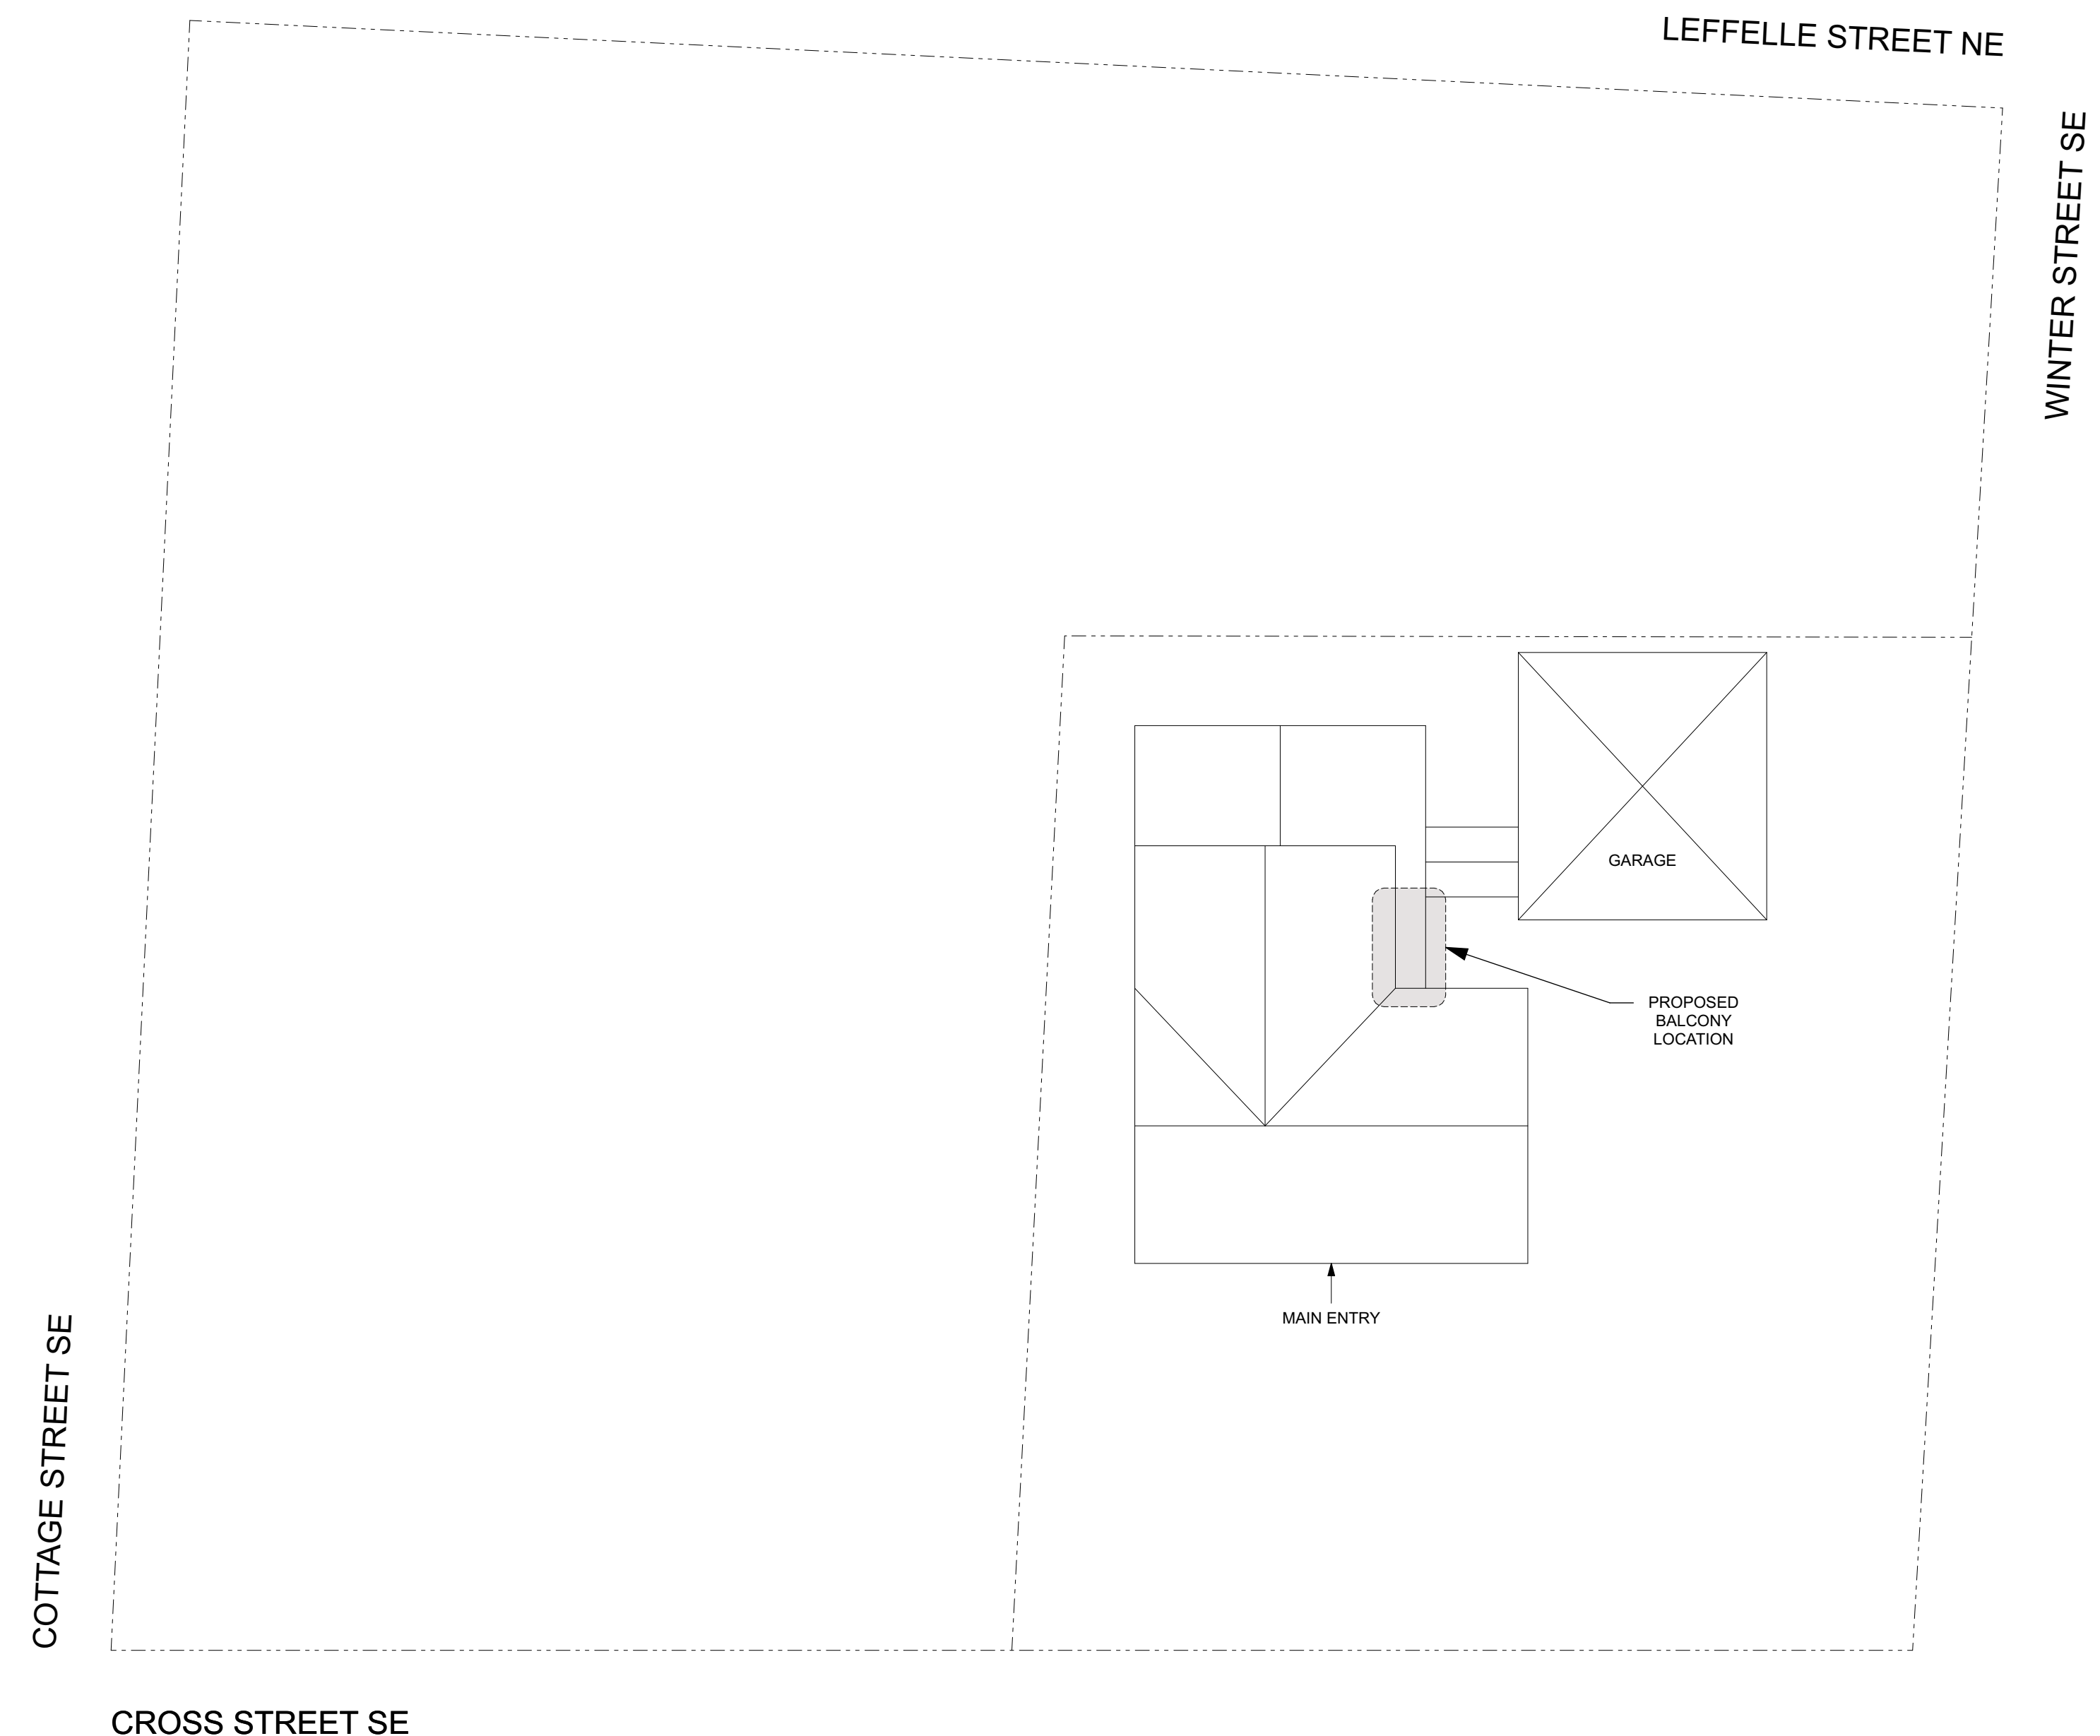 LEFFELLE STREET NE
WINTER STREET SE
GARAGE
PROPOSED
BALCONY
LOCATION
MAIN ENTRY
COTTAGE STREET SE
CROSS STREET SE